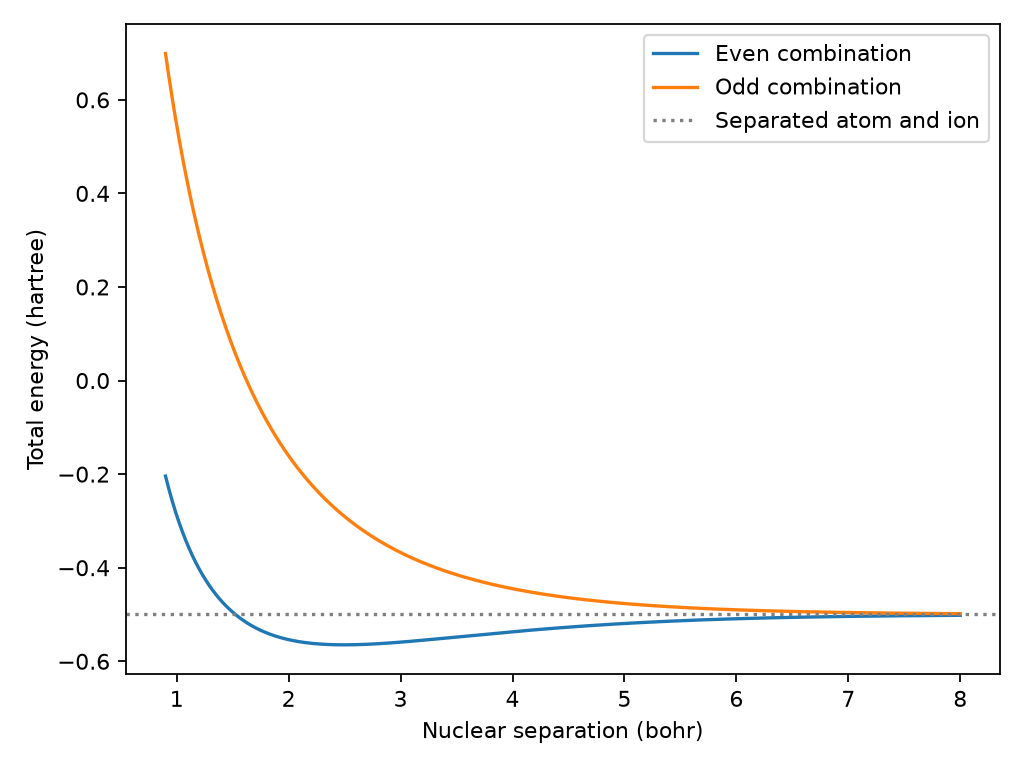 Even combination
Odd combination
Separated atom and ion
Total energy (hartree)
0.6
0.4
0.2
0.0
−0.2
−0.4
−0.6
1 2 3 4 5 6 7 8
Nuclear separation (bohr)